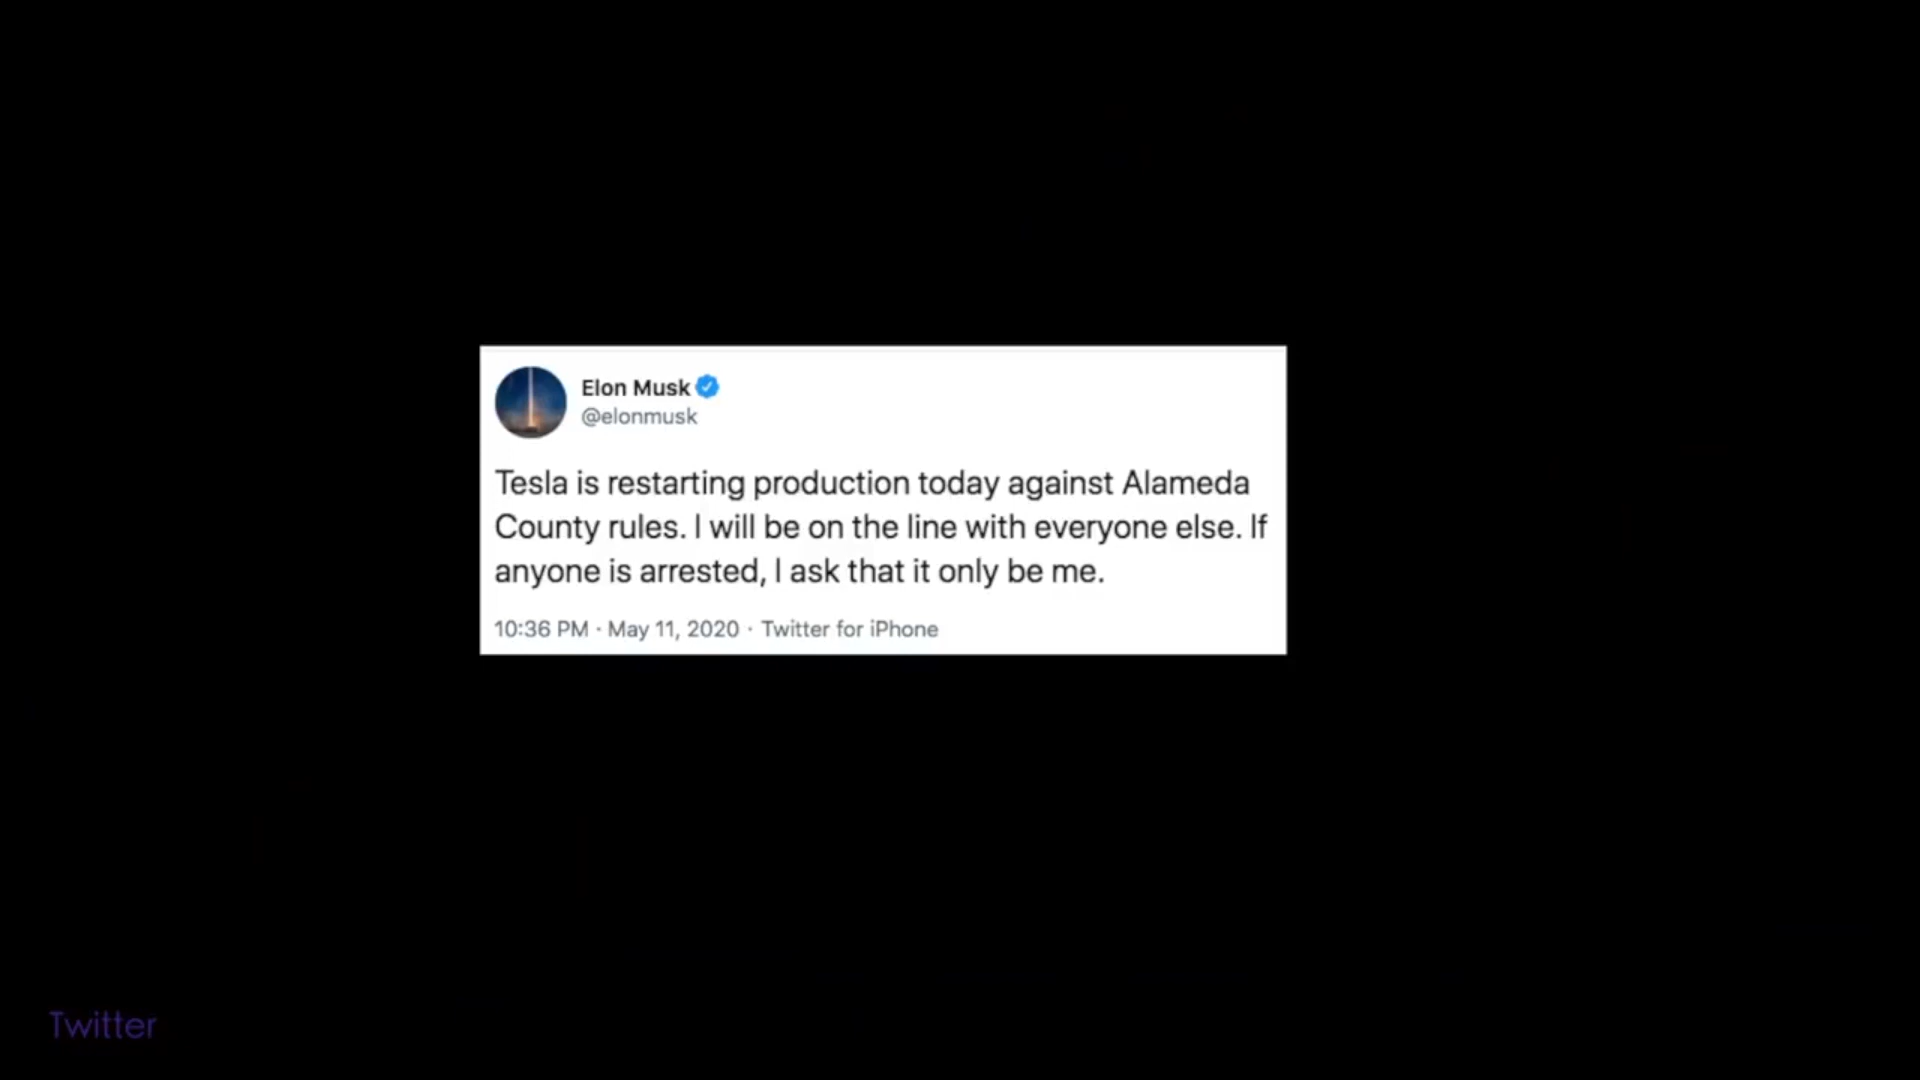 Elon Musk
@elonmusk
Tesla is restarting production today against Alameda
County rules. I will be on the line with everyone else. If
anyone is arrested, I ask that it only be me.
10:36 PM · May 11, 2020 · Twitter for iPhone
Twitter